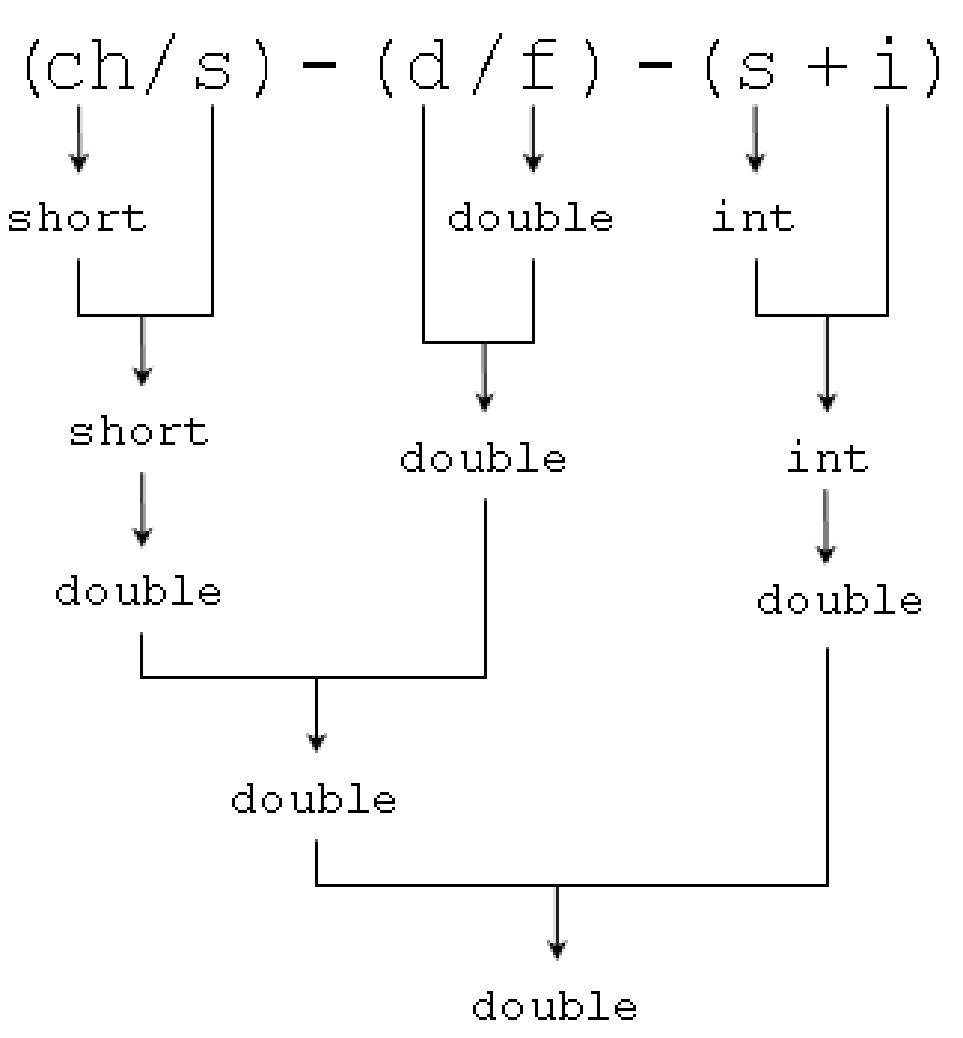 (ch/s) - (d/f) - (s+i)
short double int
short
double int
double
double
double
double